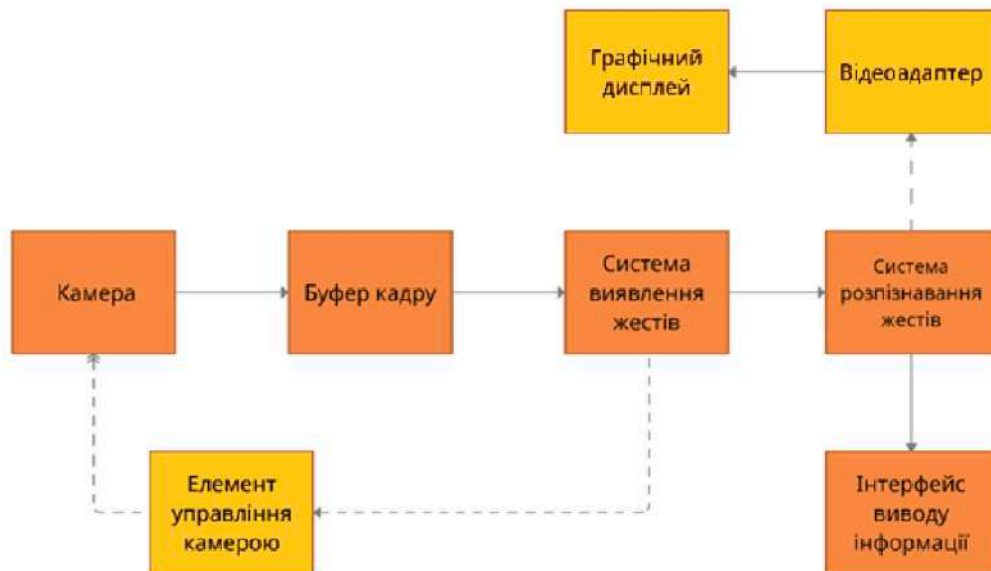 Графічний
дисплей
Відеоадаптер
Камера
Буфер кадру
Система
виявлення
жестів
Система
розпізнавання
жестів
Елемент
управління
камерою
Інтерфейс
виводу
інформації